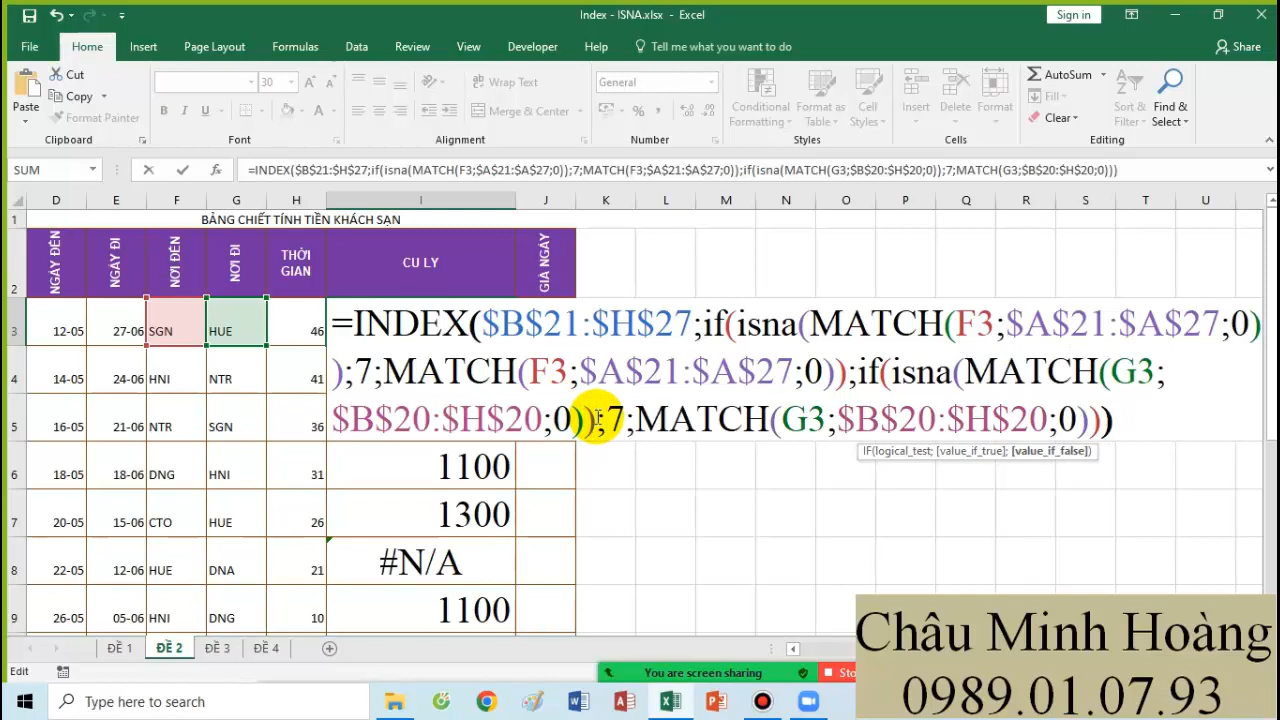 Index - ISNA.xlsx - Excel
Sign in
File Home Insert Page Layout Formulas Data Review View Developer Help Tell me what you want to do Share
Paste
Cut
Copy
Format Painter
Clipboard
30
Font
Wrap Text
Merge & Center
Alignment
General
Number
Conditional Formatting
Format as Table
Cell Styles
Styles
Insert Delete Format
Cells
AutoSum
Fill
Clear
Sort & Filter
Find & Select
Editing
SUM
=INDEX($B$21:$H$27;if(isna(MATCH(F3;$A$21:$A$27;0));7;MATCH(F3;$A$21:$A$27;0));if(isna(MATCH(G3;$B$20:$H$20;0));7;MATCH(G3;$B$20:$H$20;0)))
D E F G H I J K L M N O P Q R S T U
1 BẢNG CHIẾT TÍNH TIỀN KHÁCH SẠN
2 NGÀY ĐẾN NGÀY ĐI NƠI ĐẾN NƠI ĐI THỜI GIAN CU LY GIÁ NGÀY
3 12-05 27-06 SGN HUE 46
=INDEX($B$21:$H$27;if(isna(MATCH(F3;$A$21:$A$27;0)
);7;MATCH(F3;$A$21:$A$27;0));if(isna(MATCH(G3;
$B$20:$H$20;0));7;MATCH(G3;$B$20:$H$20;0)))
IF(logical_test; [value_if_true]; [value_if_false])
4 14-05 24-06 HNI NTR 41
5 16-05 21-06 NTR SGN 36
6 18-05 18-06 DNG HNI 31 1100
7 20-05 15-06 CTO HUE 26 1300
8 22-05 12-06 HUE DNA 21 #N/A
9 26-05 05-06 HNI DNG 10 1100
ĐỀ 1 ĐỀ 2 ĐỀ 3 ĐỀ 4
Edit
You are screen sharing
Sto
Châu Minh Hoàng
0989.01.07.93
Type here to search